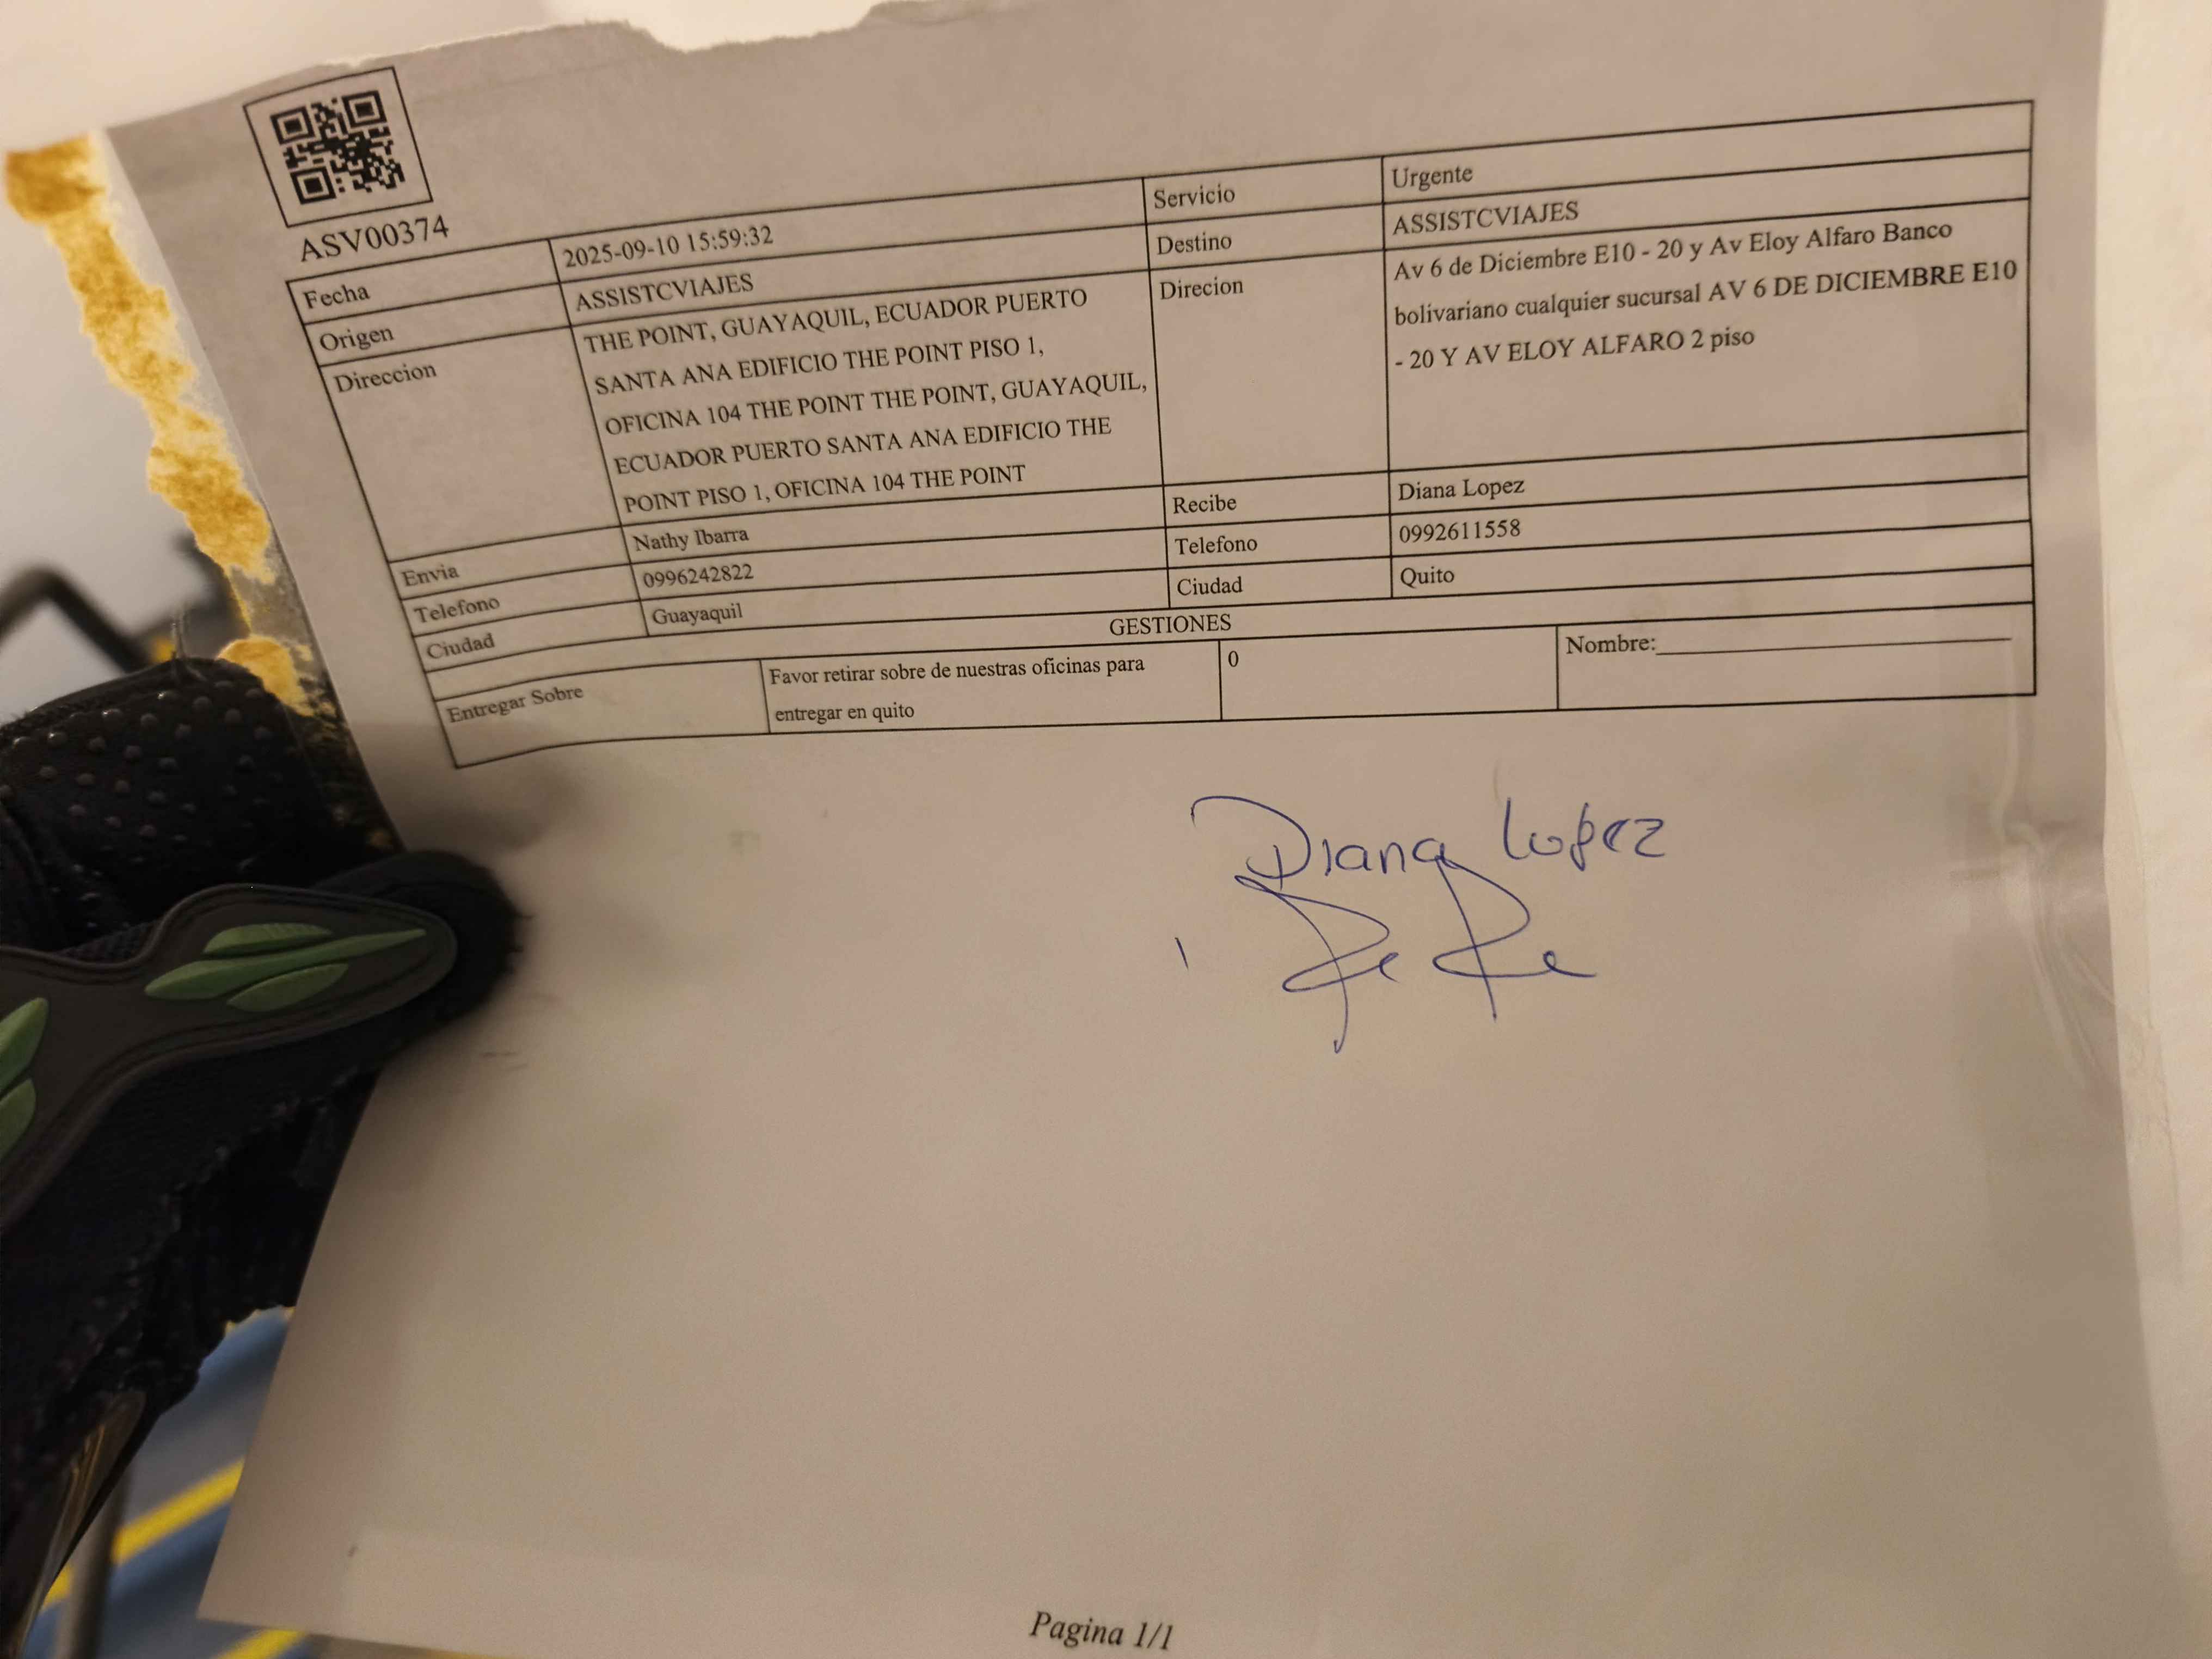 ASV00374
Fecha
2025-09-10 15:59:32
Servicio
Urgente
Origen
ASSISTCVIAJES
Destino
ASSISTCVIAJES
Direccion
THE POINT, GUAYAQUIL, ECUADOR PUERTO
SANTA ANA EDIFICIO THE POINT PISO 1,
OFICINA 104 THE POINT THE POINT, GUAYAQUIL,
ECUADOR PUERTO SANTA ANA EDIFICIO THE
POINT PISO 1, OFICINA 104 THE POINT
Direcion
Av 6 de Diciembre E10 - 20 y Av Eloy Alfaro Banco
bolivariano cualquier sucursal AV 6 DE DICIEMBRE E10
- 20 Y AV ELOY ALFARO 2 piso
Envia
Nathy Ibarra
Recibe
Diana Lopez
Telefono
0996242822
Telefono
0992611558
Ciudad
Guayaquil
Ciudad
Quito
GESTIONES
Entregar Sobre
Favor retirar sobre de nuestras oficinas para
entregar en quito
0
Nombre:
Diana Lopez
Pagina 1/1